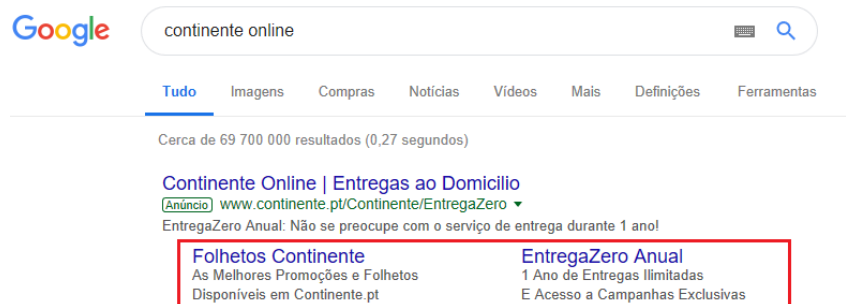 Google continente online
Tudo Imagens Compras Notícias Vídeos Mais Definições Ferramentas
Cerca de 69 700 000 resultados (0,27 segundos)
Continente Online | Entregas ao Domicilio
Anúncio www.continente.pt/Continente/EntregaZero
EntregaZero Anual: Não se preocupe com o serviço de entrega durante 1 ano!
Folhetos Continente
As Melhores Promoções e Folhetos
Disponíveis em Continente.pt
EntregaZero Anual
1 Ano de Entregas Ilimitadas
E Acesso a Campanhas Exclusivas